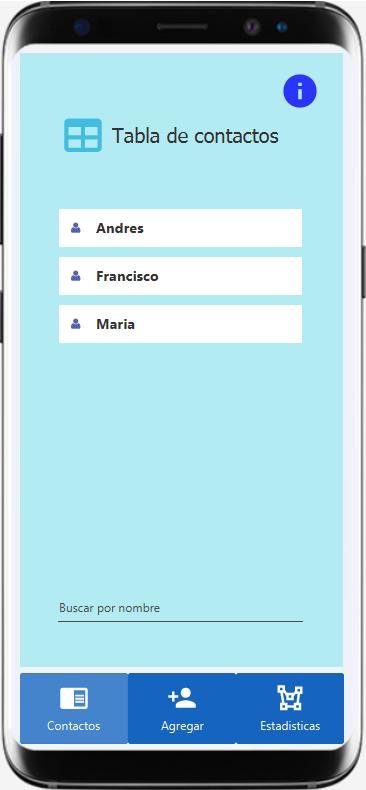 Tabla de contactos
Andres
Francisco
Maria
Buscar por nombre
Contactos
Agregar
Estadisticas